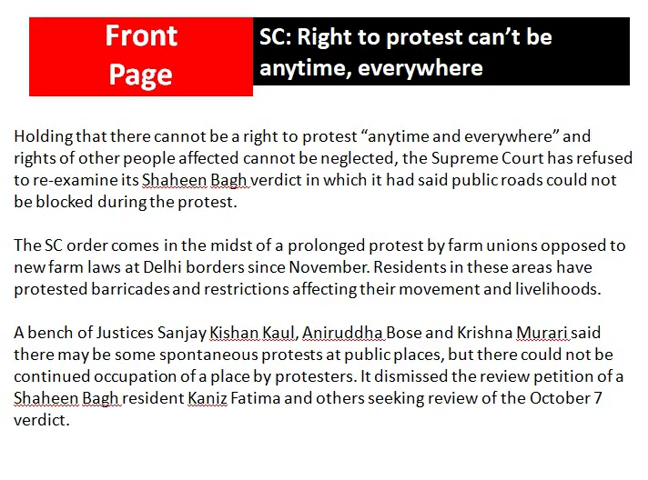 Front
Page
SC: Right to protest can’t be
anytime, everywhere
Holding that there cannot be a right to protest “anytime and everywhere” and
rights of other people affected cannot be neglected, the Supreme Court has refused
to re-examine its Shaheen Bagh verdict in which it had said public roads could not
be blocked during the protest.
The SC order comes in the midst of a prolonged protest by farm unions opposed to
new farm laws at Delhi borders since November. Residents in these areas have
protested barricades and restrictions affecting their movement and livelihoods.
A bench of Justices Sanjay Kishan Kaul, Aniruddha Bose and Krishna Murari said
there may be some spontaneous protests at public places, but there could not be
continued occupation of a place by protesters. It dismissed the review petition of a
Shaheen Bagh resident Kaniz Fatima and others seeking review of the October 7
verdict.